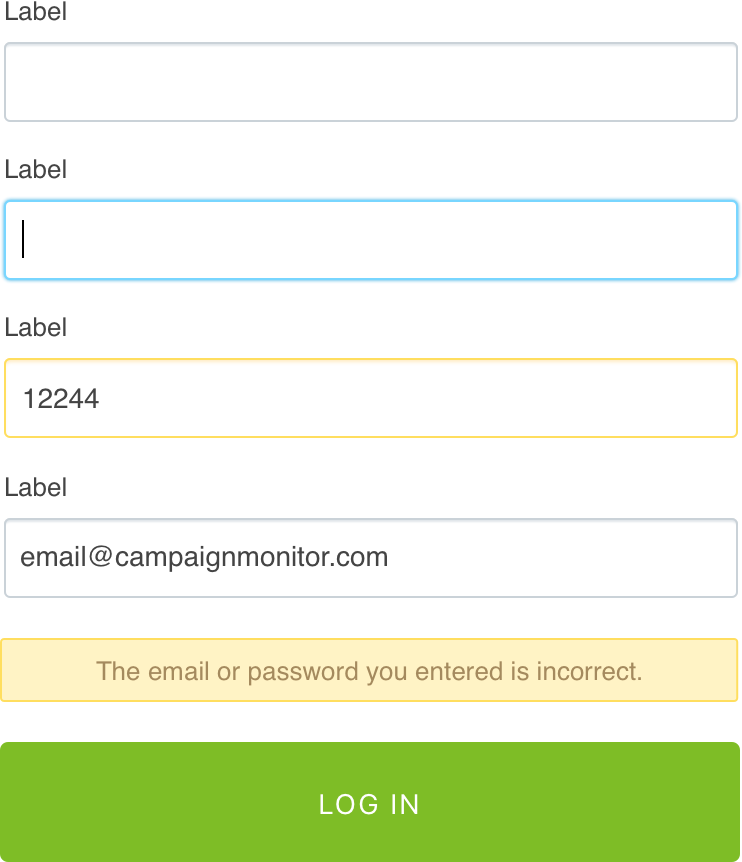 Label
Label
Label
12244
Label
email@campaignmonitor.com
The email or password you entered is incorrect.
LOG IN